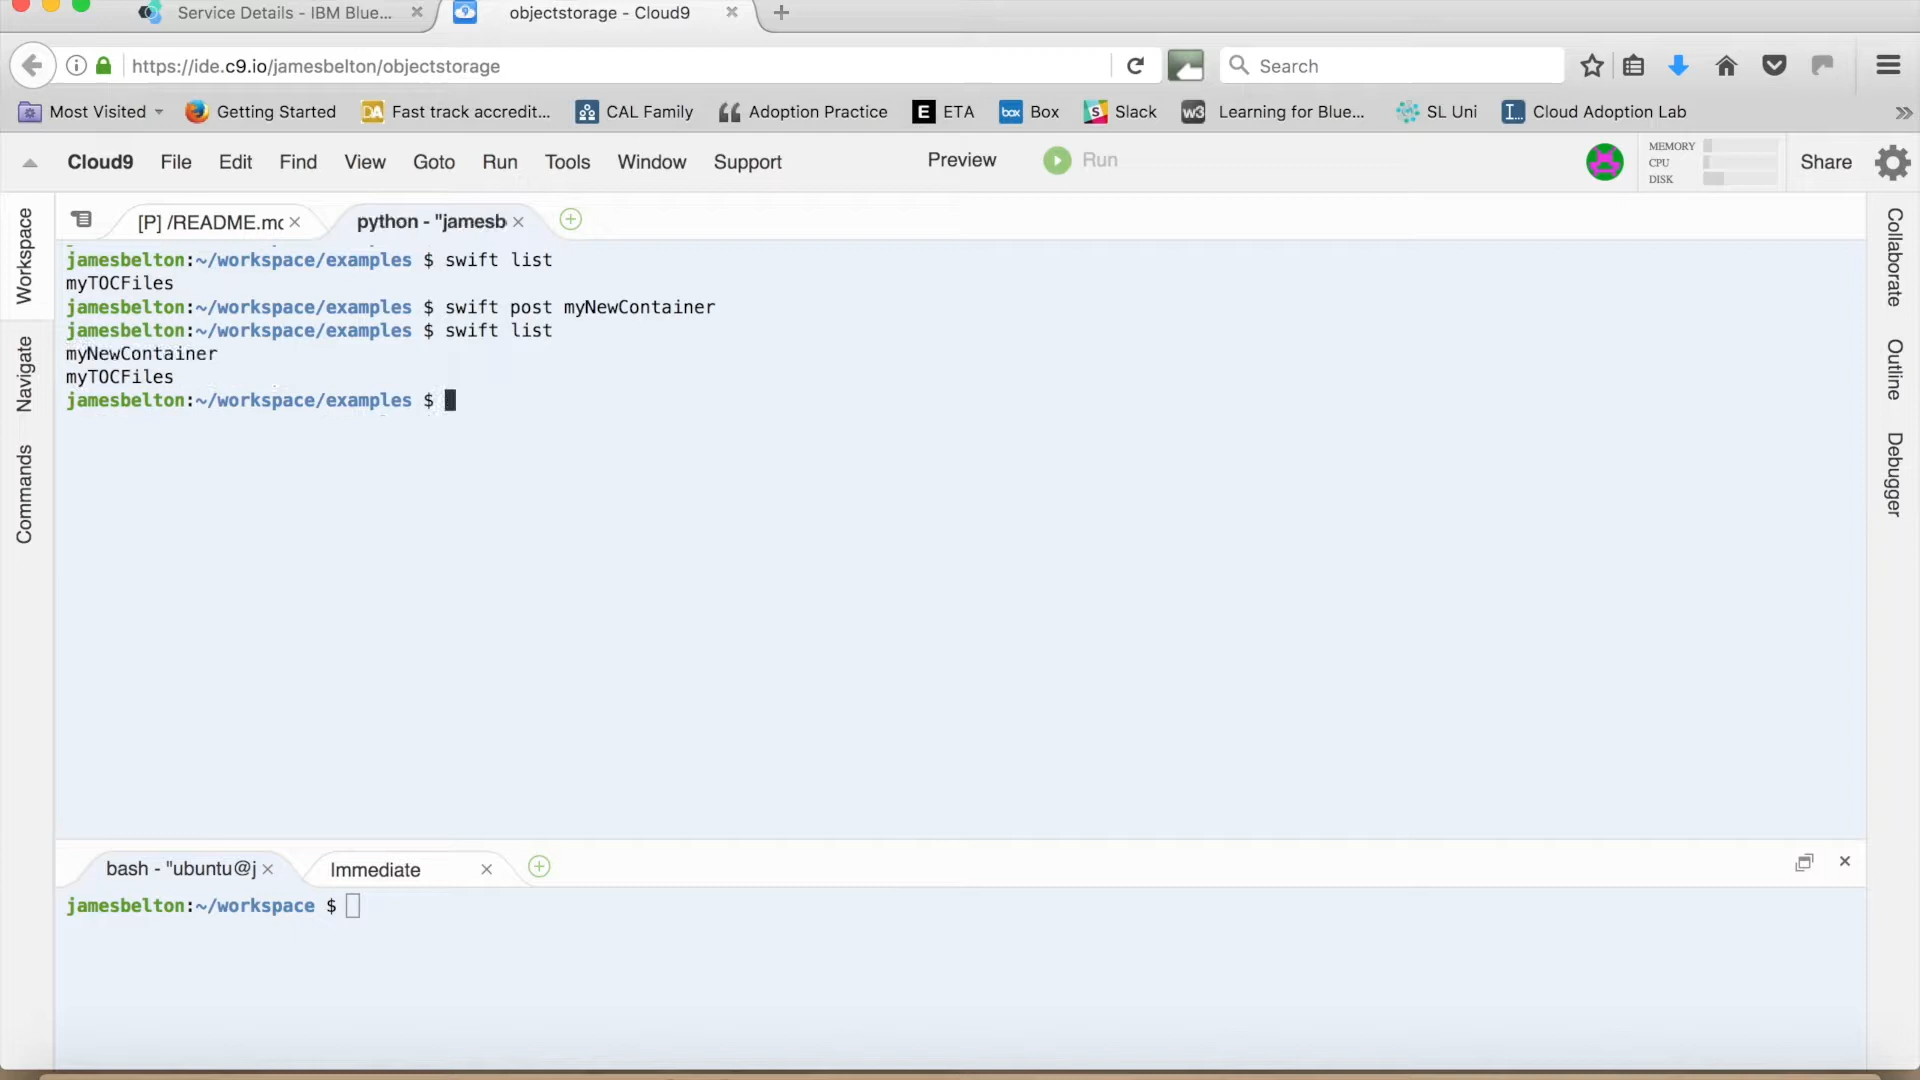 Service Details - IBM Blue...
objectstorage - Cloud9
https://ide.c9.io/jamesbelton/objectstorage
Search
Most Visited
Getting Started
DA Fast track accredit...
CAL Family
Adoption Practice
E ETA
box Box
S Slack
w3 Learning for Blue...
SL Uni
I... Cloud Adoption Lab
Cloud9 File Edit Find View Goto Run Tools Window Support Preview Run
MEMORY
CPU
DISK
Share
Workspace
Navigate
Commands
[P] /README.mc
python - "jamesb
jamesbelton:~/workspace/examples $ swift list
myTOCFiles
jamesbelton:~/workspace/examples $ swift post myNewContainer
jamesbelton:~/workspace/examples $ swift list
myNewContainer
myTOCFiles
jamesbelton:~/workspace/examples $
Collaborate
Outline
Debugger
bash - "ubuntu@j
Immediate
jamesbelton:~/workspace $